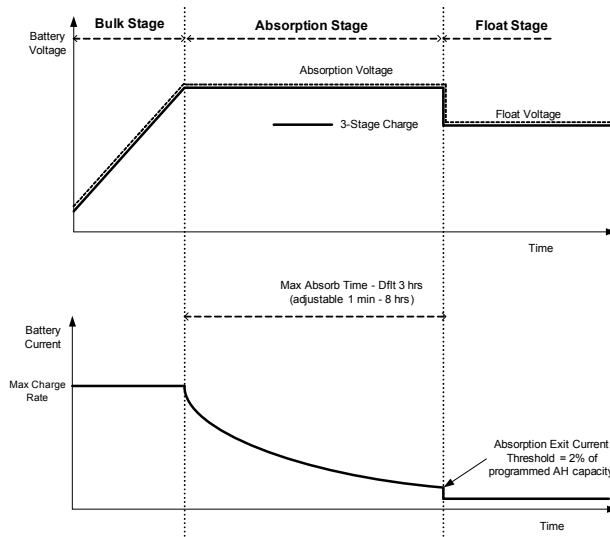 Bulk Stage
Absorption Stage
Float Stage
Battery
Voltage
Absorption Voltage
Float Voltage
3-Stage Charge
Time
Max Absorb Time - Dflt 3 hrs
(adjustable 1 min - 8 hrs)
Battery
Current
Max Charge
Rate
Absorption Exit Current
Threshold = 2% of
programmed AH capacity
Time